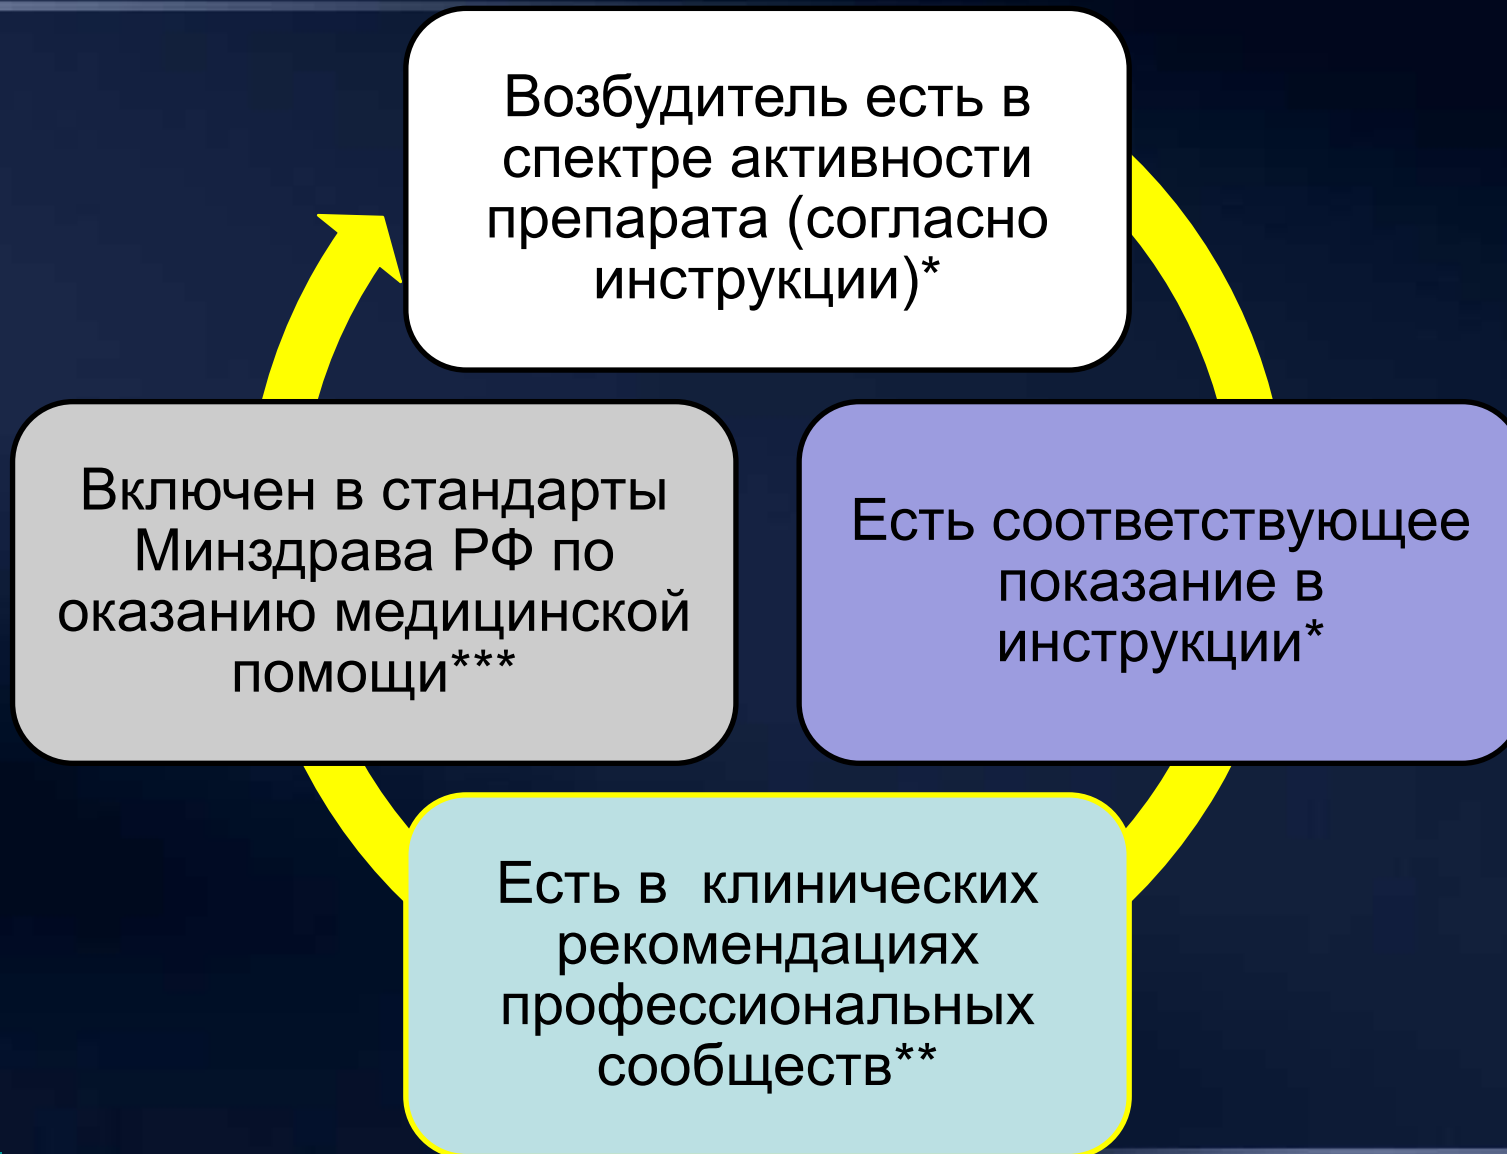 Возбудитель есть в
спектре активности
препарата (согласно
инструкции)*
Включен в стандарты
Минздрава РФ по
оказанию медицинской
помощи***
Есть соответствующее
показание в
инструкции*
Есть в  клинических
рекомендациях
профессиональных
сообществ**